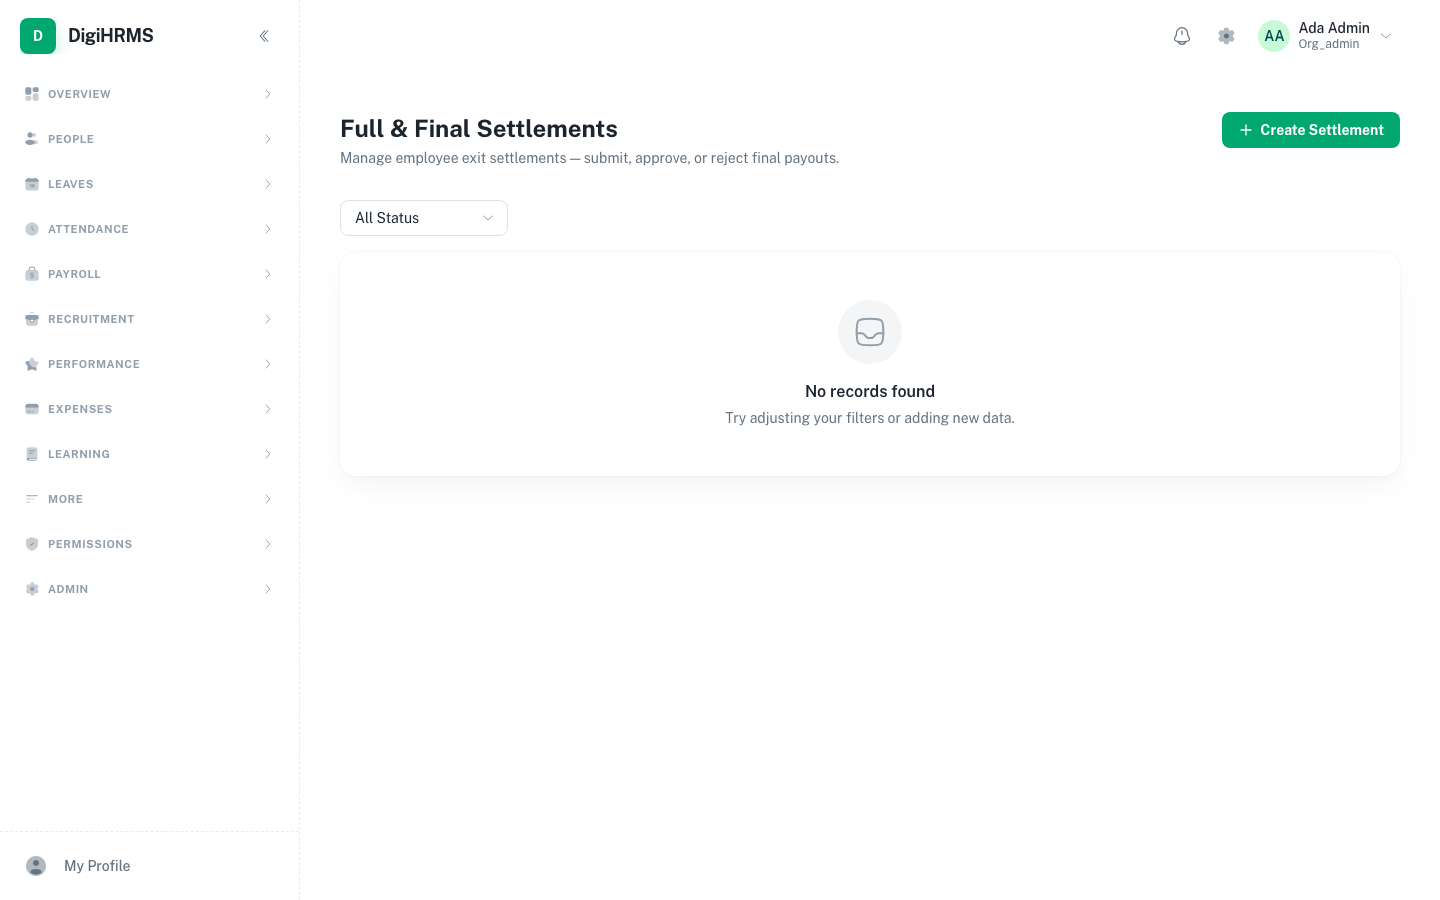 D DigiHRMS
OVERVIEW
PEOPLE
LEAVES
ATTENDANCE
PAYROLL
RECRUITMENT
PERFORMANCE
EXPENSES
LEARNING
MORE
PERMISSIONS
ADMIN
My Profile
AA Ada Admin
Org_admin
Full & Final Settlements
Manage employee exit settlements — submit, approve, or reject final payouts.
+ Create Settlement
All Status
No records found
Try adjusting your filters or adding new data.